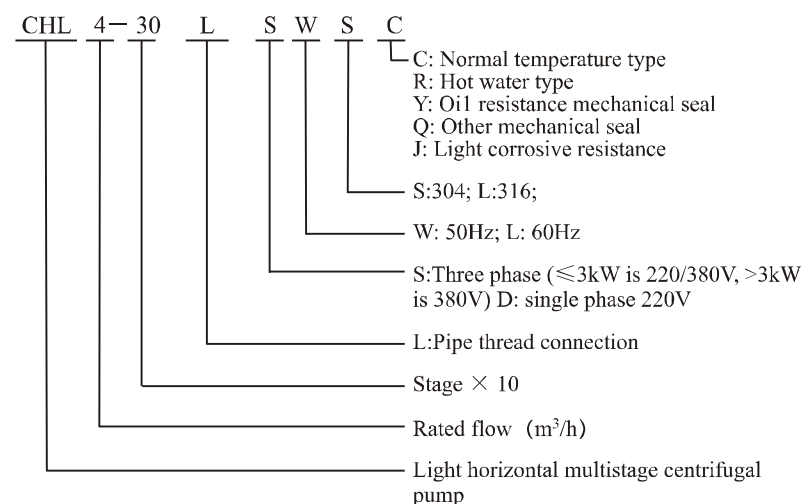 CHL 4－30 L S W S C
C: Normal temperature type
R: Hot water type
Y: Oi1 resistance mechanical seal
Q: Other mechanical seal
J: Light corrosive resistance
S:304; L:316;
W: 50Hz; L: 60Hz
S:Three phase (≤3kW is 220/380V, >3kW
is 380V) D: single phase 220V
L:Pipe thread connection
Stage × 10
Rated flow（m³/h）
Light horizontal multistage centrifugal
pump